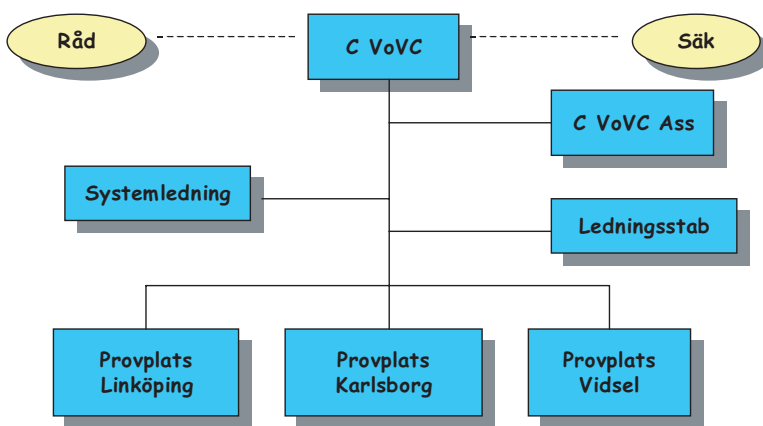 Råd
C VoVC
Säk
C VoVC Ass
Systemledning
Ledningsstab
Provplats
Linköping
Provplats
Karlsborg
Provplats
Vidsel